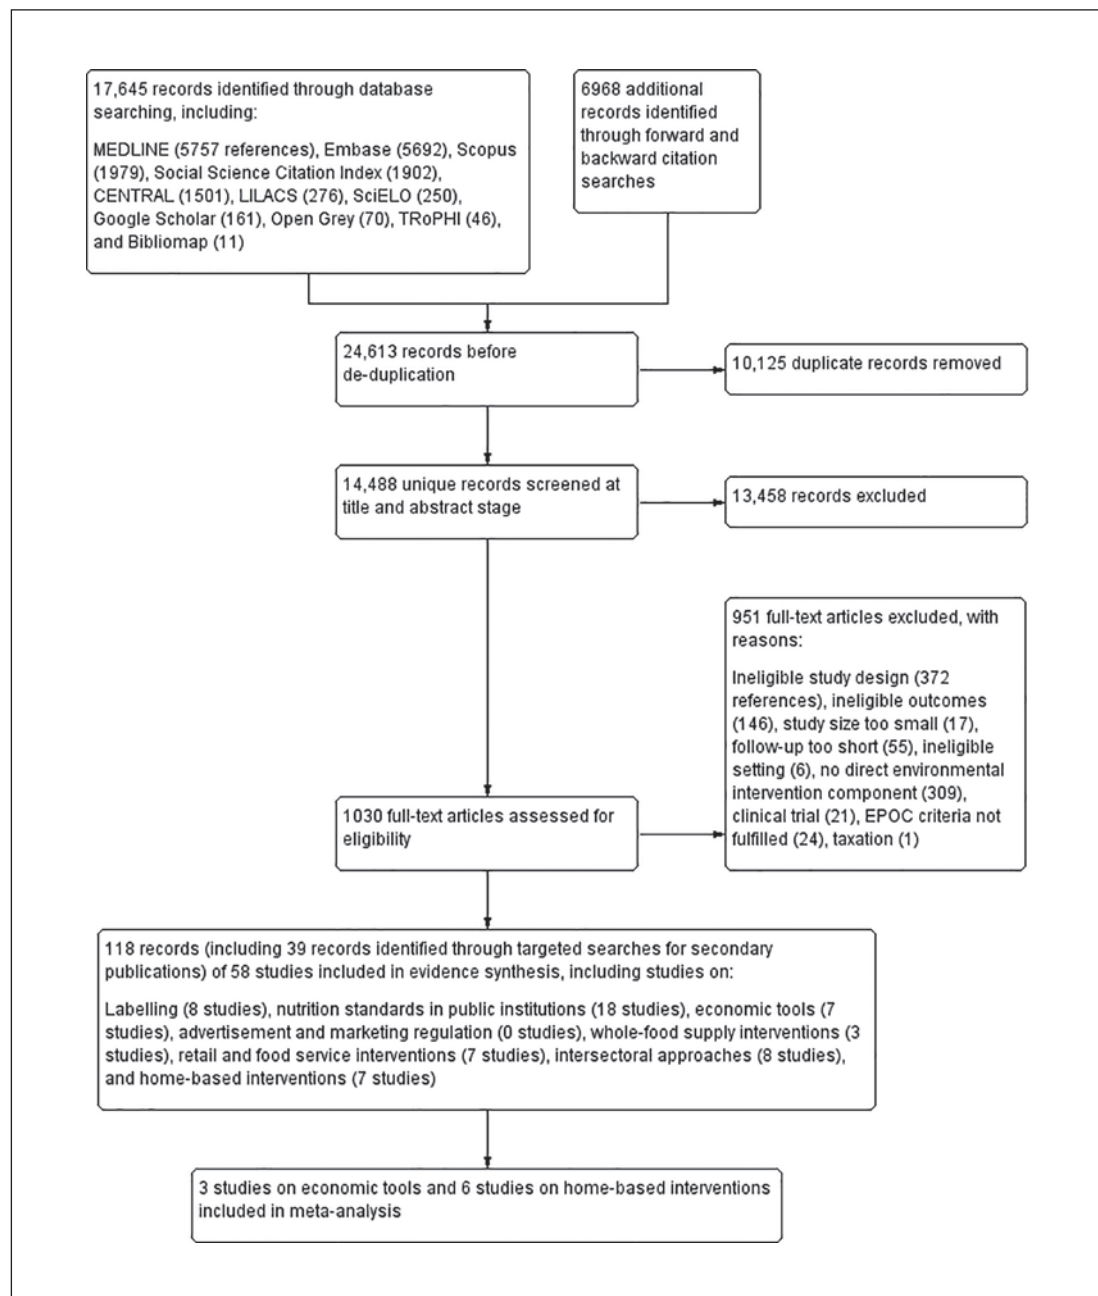 17,645 records identified through database
searching, including:
MEDLINE (5757 references), Embase (5692), Scopus
(1979), Social Science Citation Index (1902),
CENTRAL (1501), LILACS (276), SciELO (250),
Google Scholar (161), Open Grey (70), TRoPHI (46),
and Bibliomap (11)
6968 additional
records identified
through forward and
backward citation
searches
24,613 records before
de-duplication
10,125 duplicate records removed
14,488 unique records screened at
title and abstract stage
13,458 records excluded
951 full-text articles excluded, with
reasons:
Ineligible study design (372
references), ineligible outcomes
(146), study size too small (17),
follow-up too short (55), ineligible
setting (6), no direct environmental
intervention component (309),
clinical trial (21), EPOC criteria not
fulfilled (24), taxation (1)
1030 full-text articles assessed for
eligibility
118 records (including 39 records identified through targeted searches for secondary
publications) of 58 studies included in evidence synthesis, including studies on:
Labelling (8 studies), nutrition standards in public institutions (18 studies), economic tools (7
studies), advertisement and marketing regulation (0 studies), whole-food supply interventions (3
studies), retail and food service interventions (7 studies), intersectoral approaches (8 studies),
and home-based interventions (7 studies)
3 studies on economic tools and 6 studies on home-based interventions
included in meta-analysis